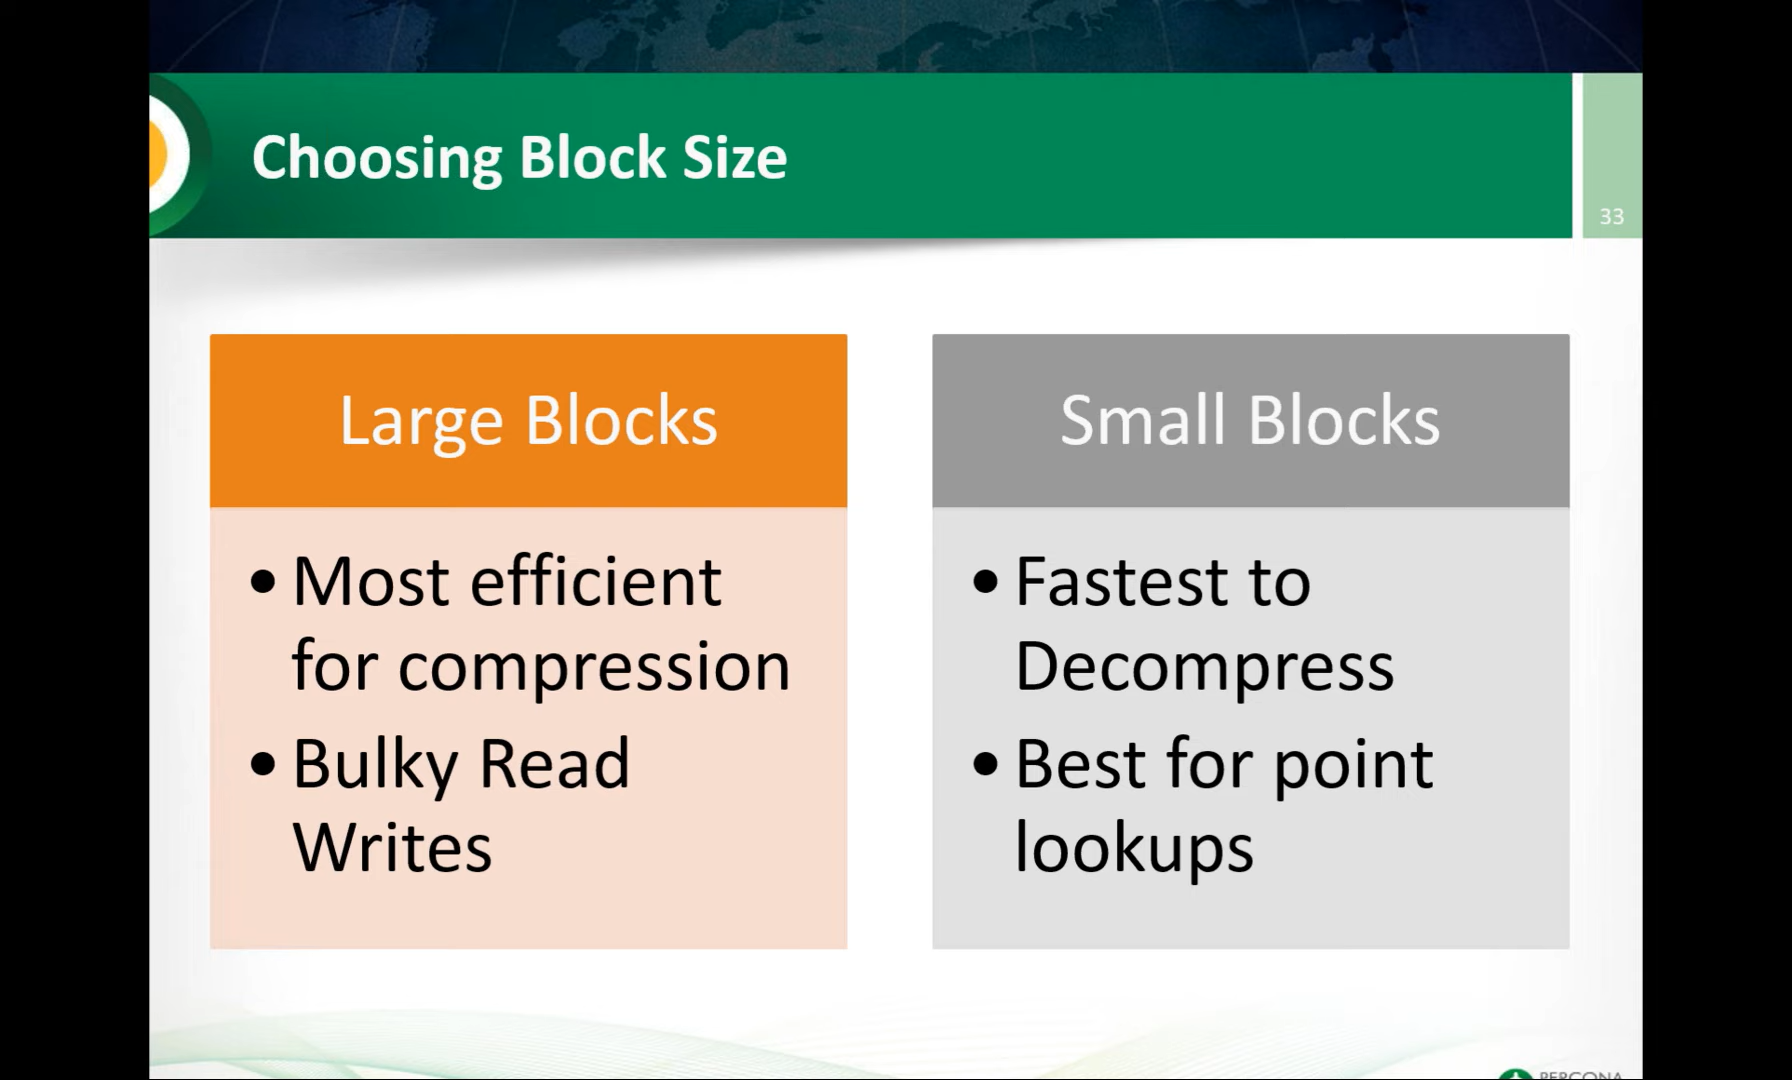 Choosing Block Size
33
Large Blocks
• Most efficient
for compression
• Bulky Read
Writes
Small Blocks
• Fastest to
Decompress
• Best for point
lookups
PERCONA